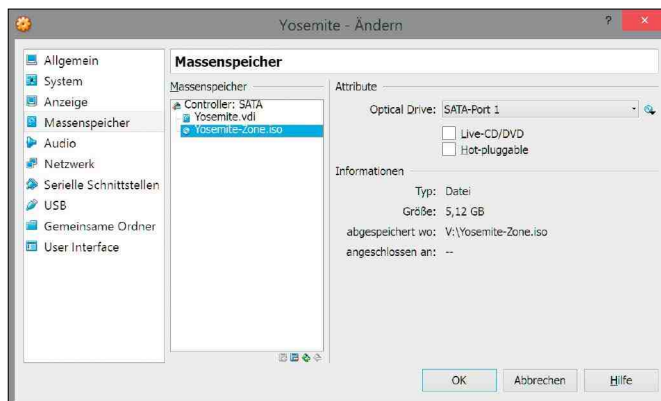 Yosemite - Ändern
?
×
Allgemein
System
Anzeige
Massenspeicher
Audio
Netzwerk
Serielle Schnittstellen
USB
Gemeinsame Ordner
User Interface
Massenspeicher
Massenspeicher
Controller: SATA
Yosemite.vdi
Yosemite-Zone.iso
Attribute
Optical Drive: SATA-Port 1
Live-CD/DVD
Hot-pluggable
Informationen
Typ: Datei
Größe: 5,12 GB
abgespeichert wo: V:\Yosemite-Zone.iso
angeschlossen an: --
OK Abbrechen Hilfe